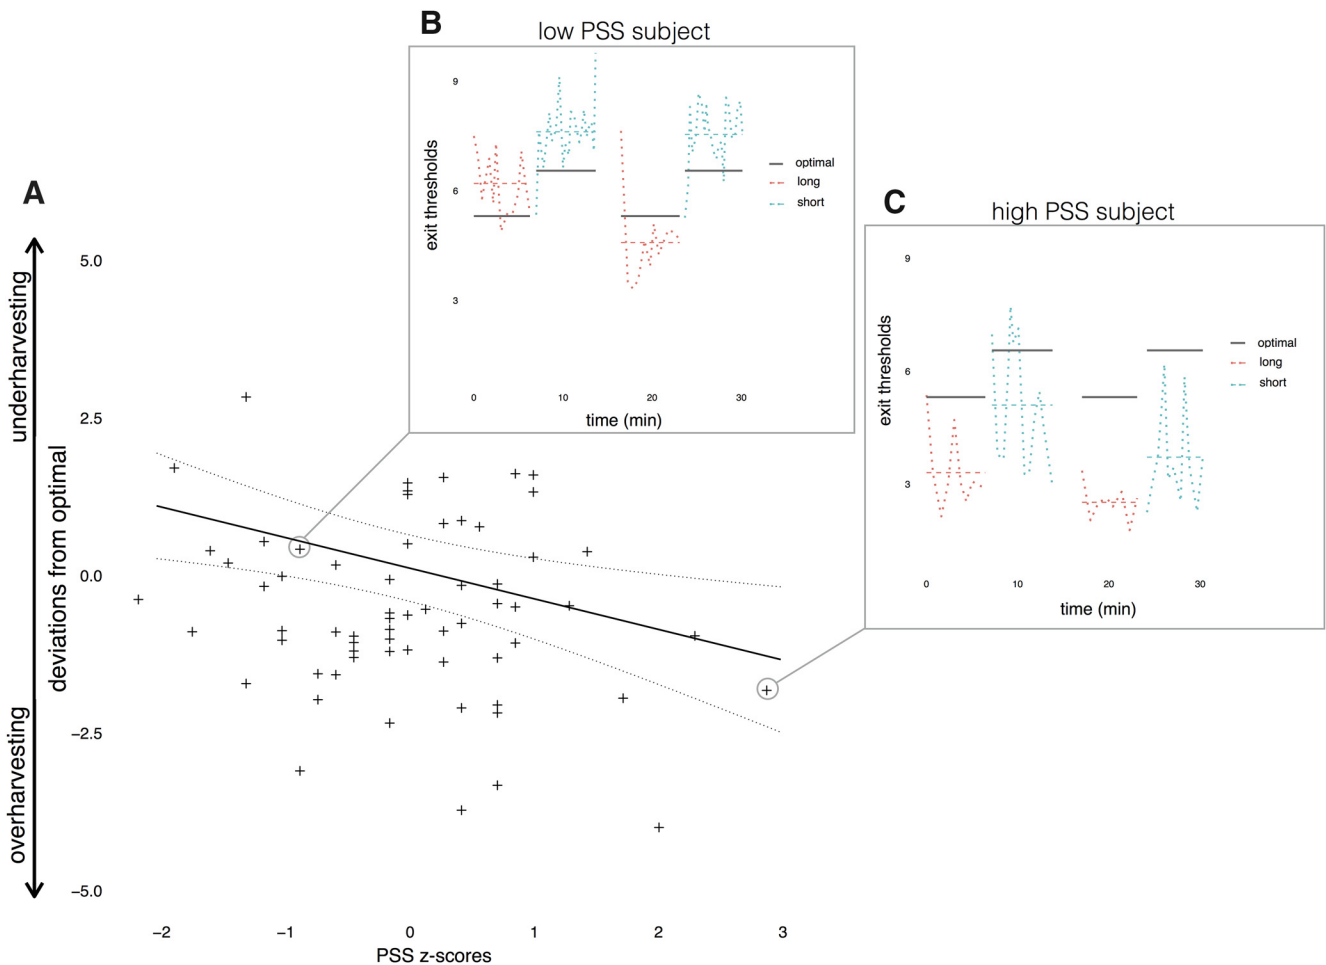 B
low PSS subject
9
6
3
exit thresholds
optimal
long
short
0
10
20
30
time (min)
C
high PSS subject
9
6
3
exit thresholds
optimal
long
short
0
10
20
30
time (min)
A
underharvesting
overharvesting
deviations from optimal
5.0
2.5
0.0
−2.5
−5.0
−2
−1
0
1
2
3
PSS z-scores